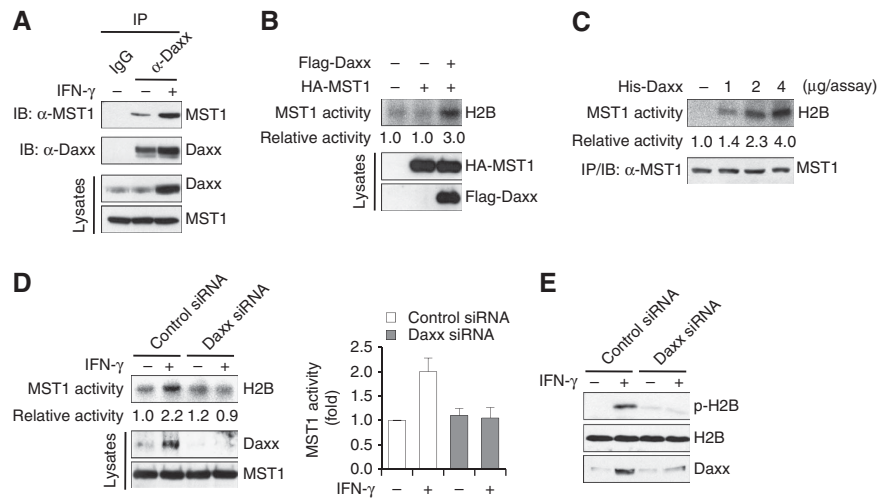 A
IP
IgG
α-Daxx
IFN-γ – – +
IB: α-MST1 MST1
IB: α-Daxx Daxx
Lysates
Daxx
MST1
B
Flag-Daxx – – +
HA-MST1 – + +
MST1 activity H2B
Relative activity 1.0 1.0 3.0
Lysates
HA-MST1
Flag-Daxx
C
His-Daxx – 1 2 4 (μg/assay)
MST1 activity H2B
Relative activity 1.0 1.4 2.3 4.0
IP/IB: α-MST1 MST1
D
Control siRNA
Daxx siRNA
IFN-γ – + – +
MST1 activity H2B
Relative activity 1.0 2.2 1.2 0.9
Lysates
Daxx
MST1
Control siRNA
Daxx siRNA
MST1 activity
(fold)
2.5
2.0
1.5
1.0
0.5
0.0
IFN-γ – + – +
E
Control siRNA
Daxx siRNA
IFN-γ – + – +
p-H2B
H2B
Daxx